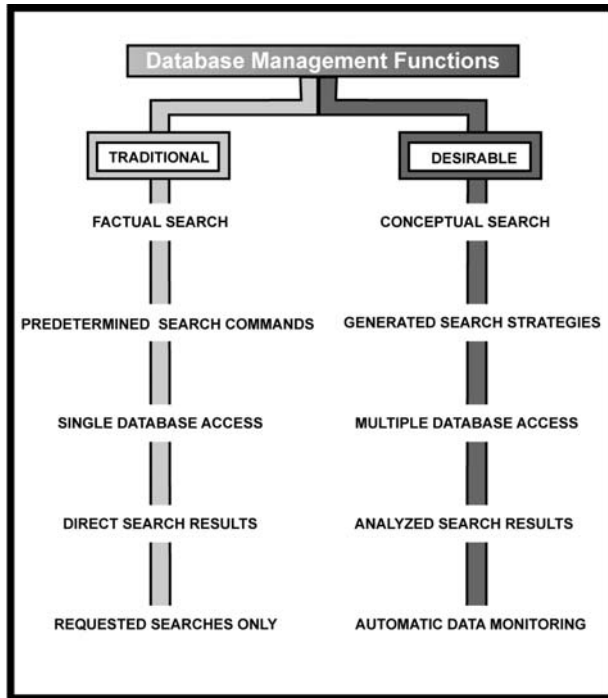 Database Management Functions
TRADITIONAL
DESIRABLE
FACTUAL SEARCH
CONCEPTUAL SEARCH
PREDETERMINED SEARCH COMMANDS
GENERATED SEARCH STRATEGIES
SINGLE DATABASE ACCESS
MULTIPLE DATABASE ACCESS
DIRECT SEARCH RESULTS
ANALYZED SEARCH RESULTS
REQUESTED SEARCHES ONLY
AUTOMATIC DATA MONITORING